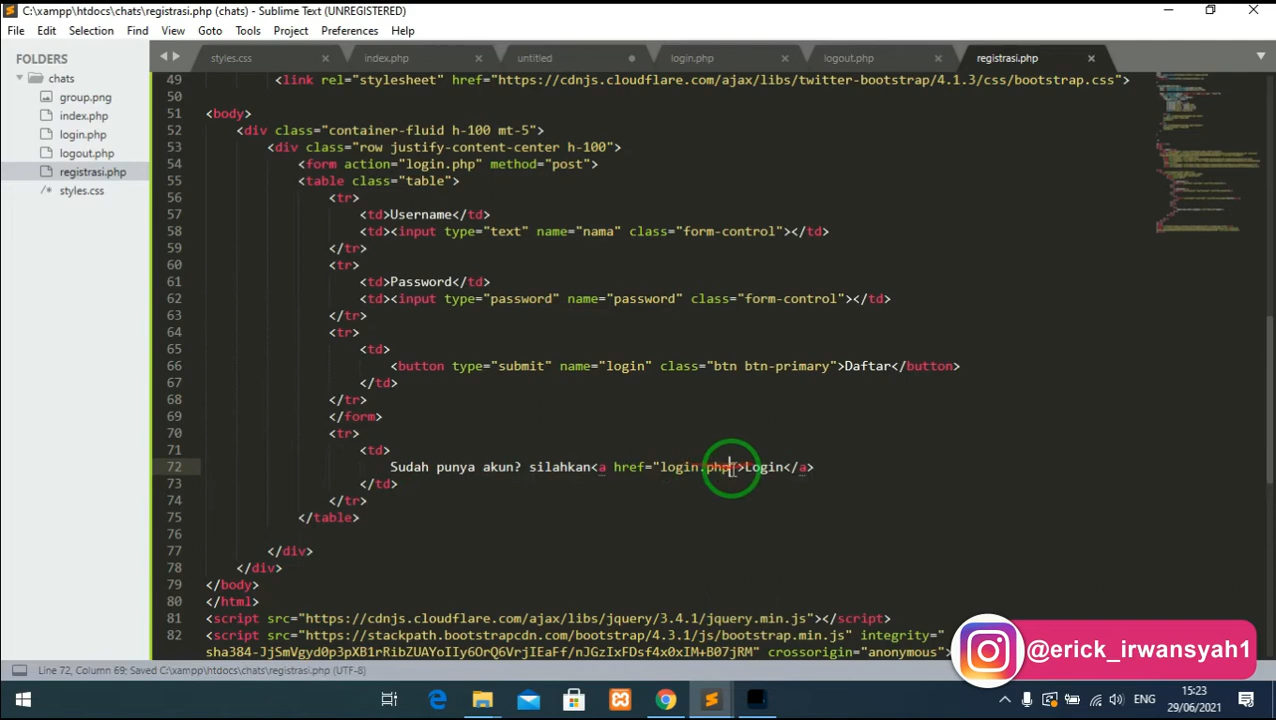 C:\xampp\htdocs\chats\registrasi.php (chats) - Sublime Text (UNREGISTERED)
File Edit Selection Find View Goto Tools Project Preferences Help
FOLDERS
chats
group.png
index.php
login.php
logout.php
registrasi.php
styles.css
styles.css index.php untitled login.php logout.php registrasi.php
49 <link rel="stylesheet" href="https://cdnjs.cloudflare.com/ajax/libs/twitter-bootstrap/4.1.3/css/bootstrap.css">
50
51 <body>
52 <div class="container-fluid h-100 mt-5">
53 <div class="row justify-content-center h-100">
54 <form action="login.php" method="post">
55 <table class="table">
56 <tr>
57 <td>Username</td>
58 <td><input type="text" name="nama" class="form-control"></td>
59 </tr>
60 <tr>
61 <td>Password</td>
62 <td><input type="password" name="password" class="form-control"></td>
63 </tr>
64 <tr>
65 <td>
66 <button type="submit" name="login" class="btn btn-primary">Daftar</button>
67 </td>
68 </tr>
69 </form>
70 <tr>
71 <td>
72 Sudah punya akun? silahkan<a href="login.php">Login</a>
73 </td>
74 </tr>
75 </table>
76
77 </div>
78 </div>
79 </body>
80 </html>
81 <script src="https://cdnjs.cloudflare.com/ajax/libs/jquery/3.4.1/jquery.min.js"></script>
82 <script src="https://stackpath.bootstrapcdn.com/bootstrap/4.3.1/js/bootstrap.min.js" integrity="
sha384-JjSmVgyd0p3pXB1rRibZUAYoIIy6OrQ6VrjIEaFf/nJGzIxFDsf4x0xIM+B07jRM" crossorigin="anonymous">
@erick_irwansyah1
Line 72, Column 69; Saved C:\xampp\htdocs\chats\registrasi.php (UTF-8)
ENG
15:23
29/06/2021